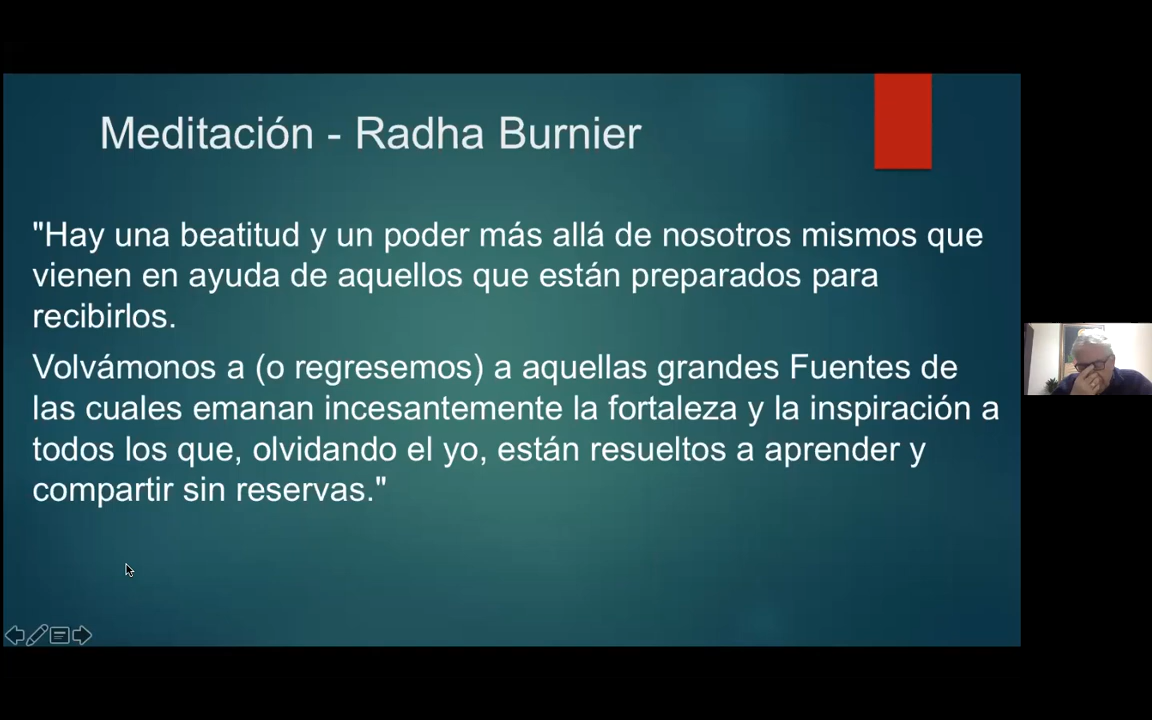 Meditación - Radha Burnier
"Hay una beatitud y un poder más allá de nosotros mismos que
vienen en ayuda de aquellos que están preparados para
recibirlos.
Volvámonos a (o regresemos) a aquellas grandes Fuentes de
las cuales emanan incesantemente la fortaleza y la inspiración a
todos los que, olvidando el yo, están resueltos a aprender y
compartir sin reservas."